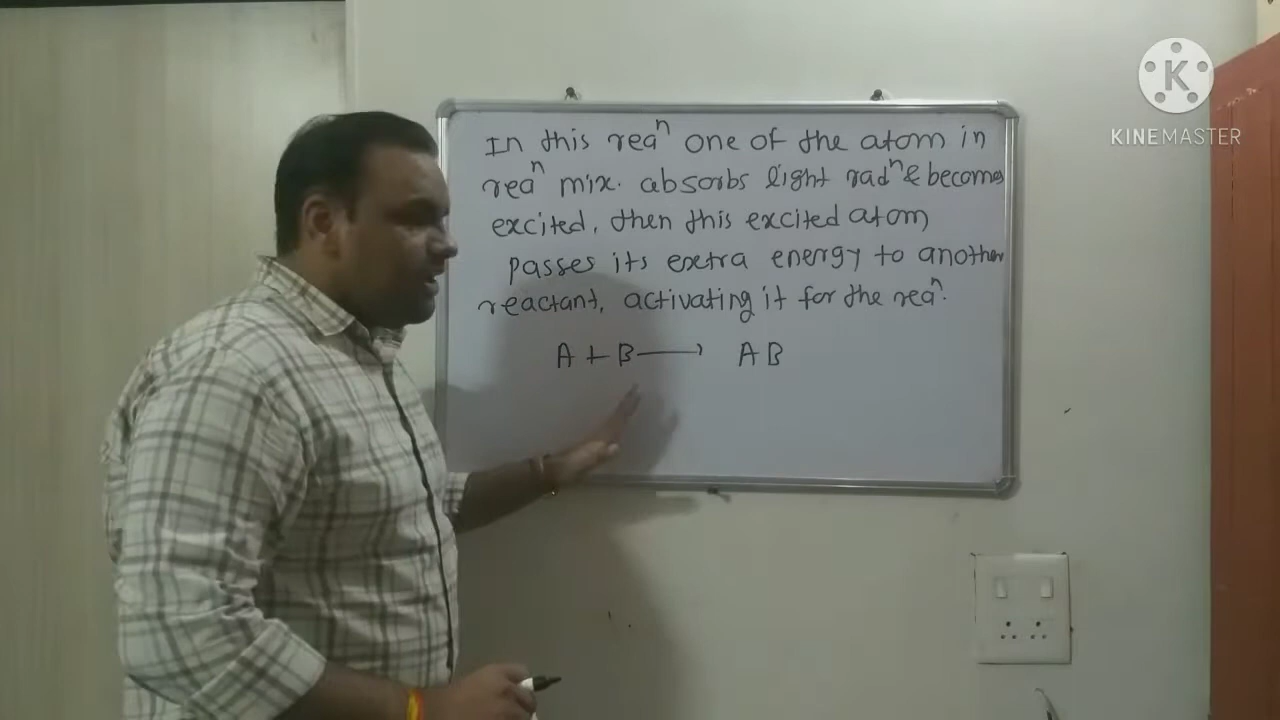 In this reaⁿ one of the atom in
reaⁿ mix. absorbs light radⁿ & becomes
excited, then this excited atom
passes its extra energy to another
reactant, activating it for the reaⁿ.
A + B ⟶ AB
K
KINEMASTER